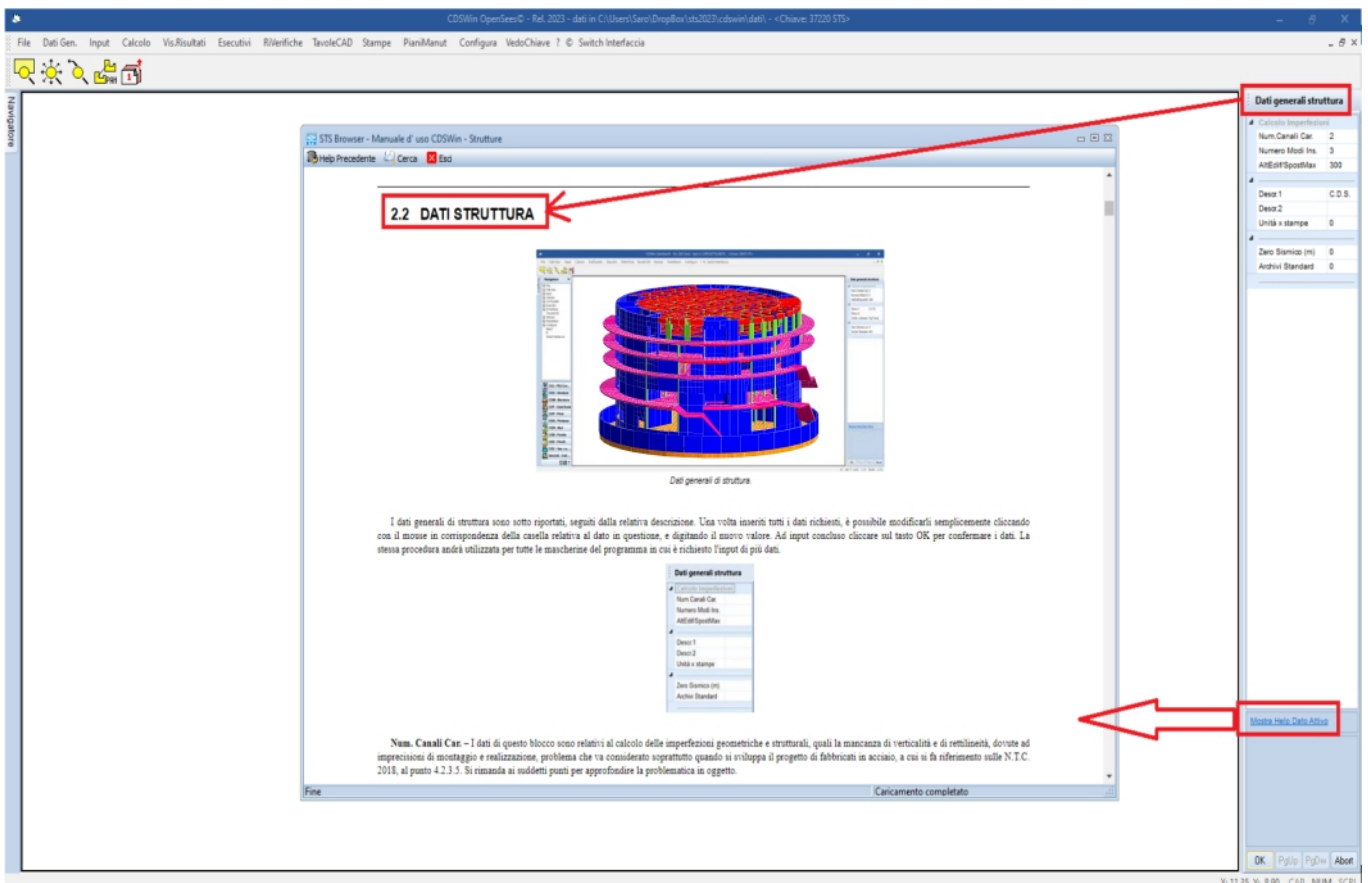 CDSWin OpenSees© - Rel. 2023 - dati in C:\Users\Saro\DropBox\sts2023\cdswin\dati\ - <Chiave: 37220 STS>
File Dati Gen. Input Calcolo Vis.Risultati Esecutivi RiVerifiche TavoleCAD Stampe PianiManut Configura VedoChiave ? © Switch Interfaccia
Navigatore
STS Browser - Manuale d' uso CDSWin - Strutture
Help Precedente Cerca Esci
2.2 DATI STRUTTURA
Dati generali di struttura.
I dati generali di struttura sono sotto riportati, seguiti dalla relativa descrizione. Una volta inseriti tutti i dati richiesti, è possibile modificarli semplicemente cliccando
con il mouse in corrispondenza della casella relativa al dato in questione, e digitando il nuovo valore. Ad input concluso cliccare sul tasto OK per confermare i dati. La
stessa procedura andrà utilizzata per tutte le mascherine del programma in cui è richiesto l'input di più dati.
Dati generali struttura
Calcolo Imperfezioni
Num.Canali Car.
Numero Modi Ins.
AltEdif/SpostMax
Descr.1
Descr.2
Unità x stampe
Zero Sismico (m)
Archivi Standard
Num. Canali Car. – I dati di questo blocco sono relativi al calcolo delle imperfezioni geometriche e strutturali, quali la mancanza di verticalità e di rettilineità, dovute ad
imprecisioni di montaggio e realizzazione, problema che va considerato soprattutto quando si sviluppa il progetto di fabbricati in acciaio, a cui si fa riferimento sulle N.T.C.
2018, al punto 4.2.3.5. Si rimanda ai suddetti punti per approfondire la problematica in oggetto.
Fine Caricamento completato
Dati generali struttura
Calcolo Imperfezioni
Num.Canali Car. 2
Numero Modi Ins. 3
AltEdif/SpostMax 300
Descr.1 C.D.S.
Descr.2
Unità x stampe 0
Zero Sismico (m) 0
Archivi Standard 0
Mostra Help Dato Attivo
OK PgUp PgDw Abort
X: 11.35 Y: 8.90 CAP NUM SCRL